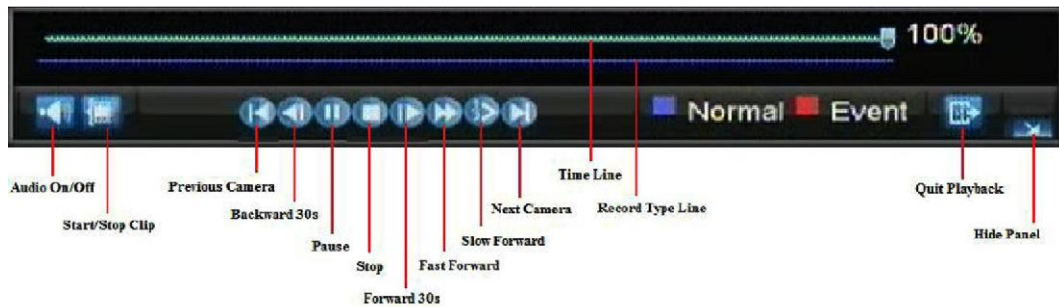 100%
Normal
Event
Audio On/Off
Start/Stop Clip
Previous Camera
Backward 30s
Pause
Stop
Forward 30s
Fast Forward
Slow Forward
Next Camera
Time Line
Record Type Line
Quit Playback
Hide Panel